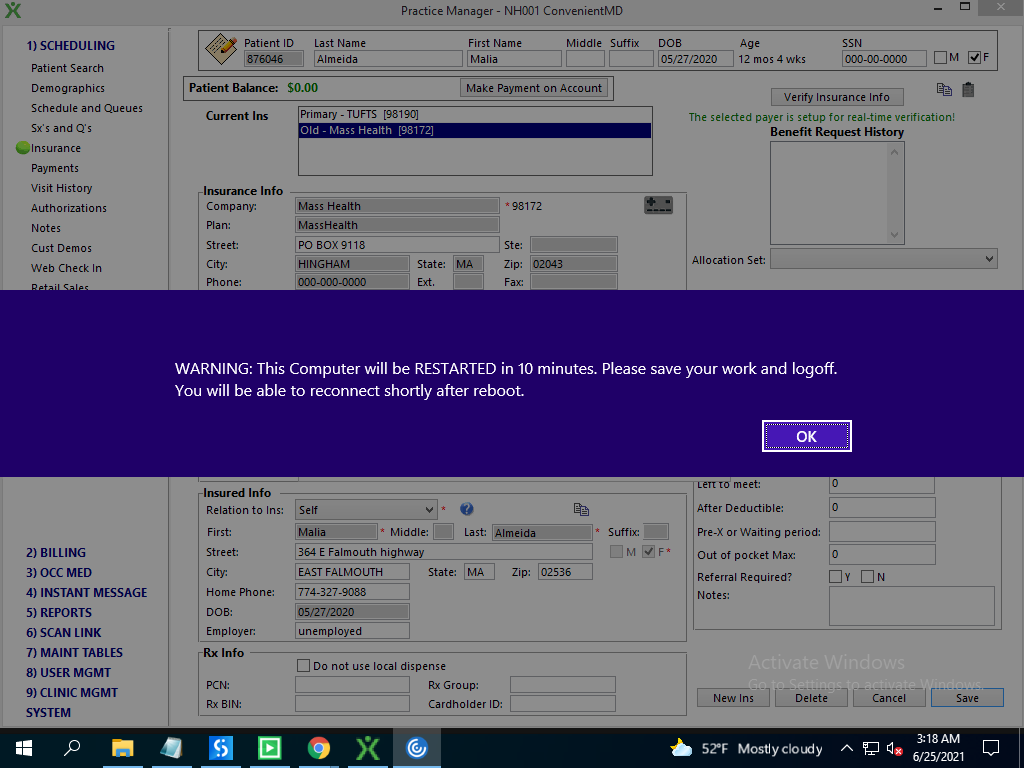 Practice Manager - NH001 ConvenientMD
1) SCHEDULING
Patient Search
Demographics
Schedule and Queues
Sx's and Q's
Insurance
Payments
Visit History
Authorizations
Notes
Cust Demos
Web Check In
Retail Sales
Patient ID Last Name First Name Middle Suffix DOB Age SSN
876046 Almeida Malia 05/27/2020 12 mos 4 wks 000-00-0000 M F
Patient Balance: $0.00 Make Payment on Account
Verify Insurance Info
The selected payer is setup for real-time verification!
Benefit Request History
Current Ins
Primary - TUFTS [98190]
Old - Mass Health [98172]
Insurance Info
Company: Mass Health * 98172
Plan: MassHealth
Street: PO BOX 9118 Ste:
City: HINGHAM State: MA Zip: 02043
Phone: 000-000-0000 Ext. Fax:
Allocation Set:
WARNING: This Computer will be RESTARTED in 10 minutes. Please save your work and logoff.
You will be able to reconnect shortly after reboot.
OK
Insured Info
Relation to Ins: Self *
First: Malia * Middle: Last: Almeida * Suffix:
Street: 364 E Falmouth highway M F *
City: EAST FALMOUTH State: MA Zip: 02536
Home Phone: 774-327-9088
DOB: 05/27/2020
Employer: unemployed
Left to meet: 0
After Deductible: 0
Pre-X or Waiting period:
Out of pocket Max: 0
Referral Required? Y N
Notes:
Rx Info
Do not use local dispense
PCN: Rx Group:
Rx BIN: Cardholder ID:
2) BILLING
3) OCC MED
4) INSTANT MESSAGE
5) REPORTS
6) SCAN LINK
7) MAINT TABLES
8) USER MGMT
9) CLINIC MGMT
SYSTEM
Activate Windows
Go to Settings to activate Windows.
New Ins Delete Cancel Save
52°F Mostly cloudy
3:18 AM
6/25/2021